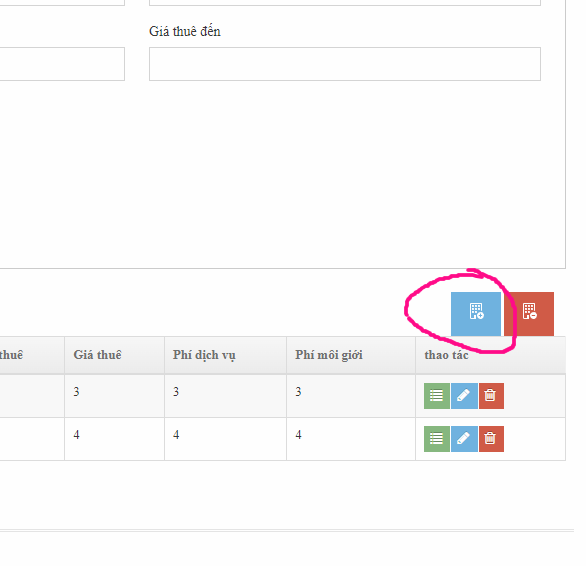 Giá thuê đến
thuê Giá thuê Phí dịch vụ Phí môi giới thao tác
3 3 3
4 4 4